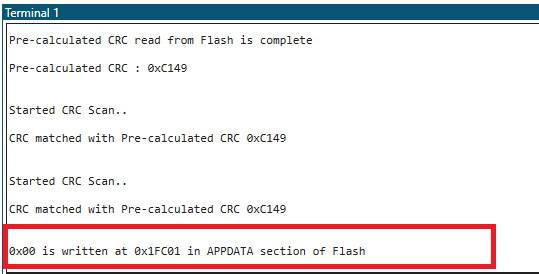 Terminal 1
Pre-calculated CRC read from Flash is complete
Pre-calculated CRC : 0xC149
Started CRC Scan..
CRC matched with Pre-calculated CRC 0xC149
Started CRC Scan..
CRC matched with Pre-calculated CRC 0xC149
0x00 is written at 0x1FC01 in APPDATA section of Flash